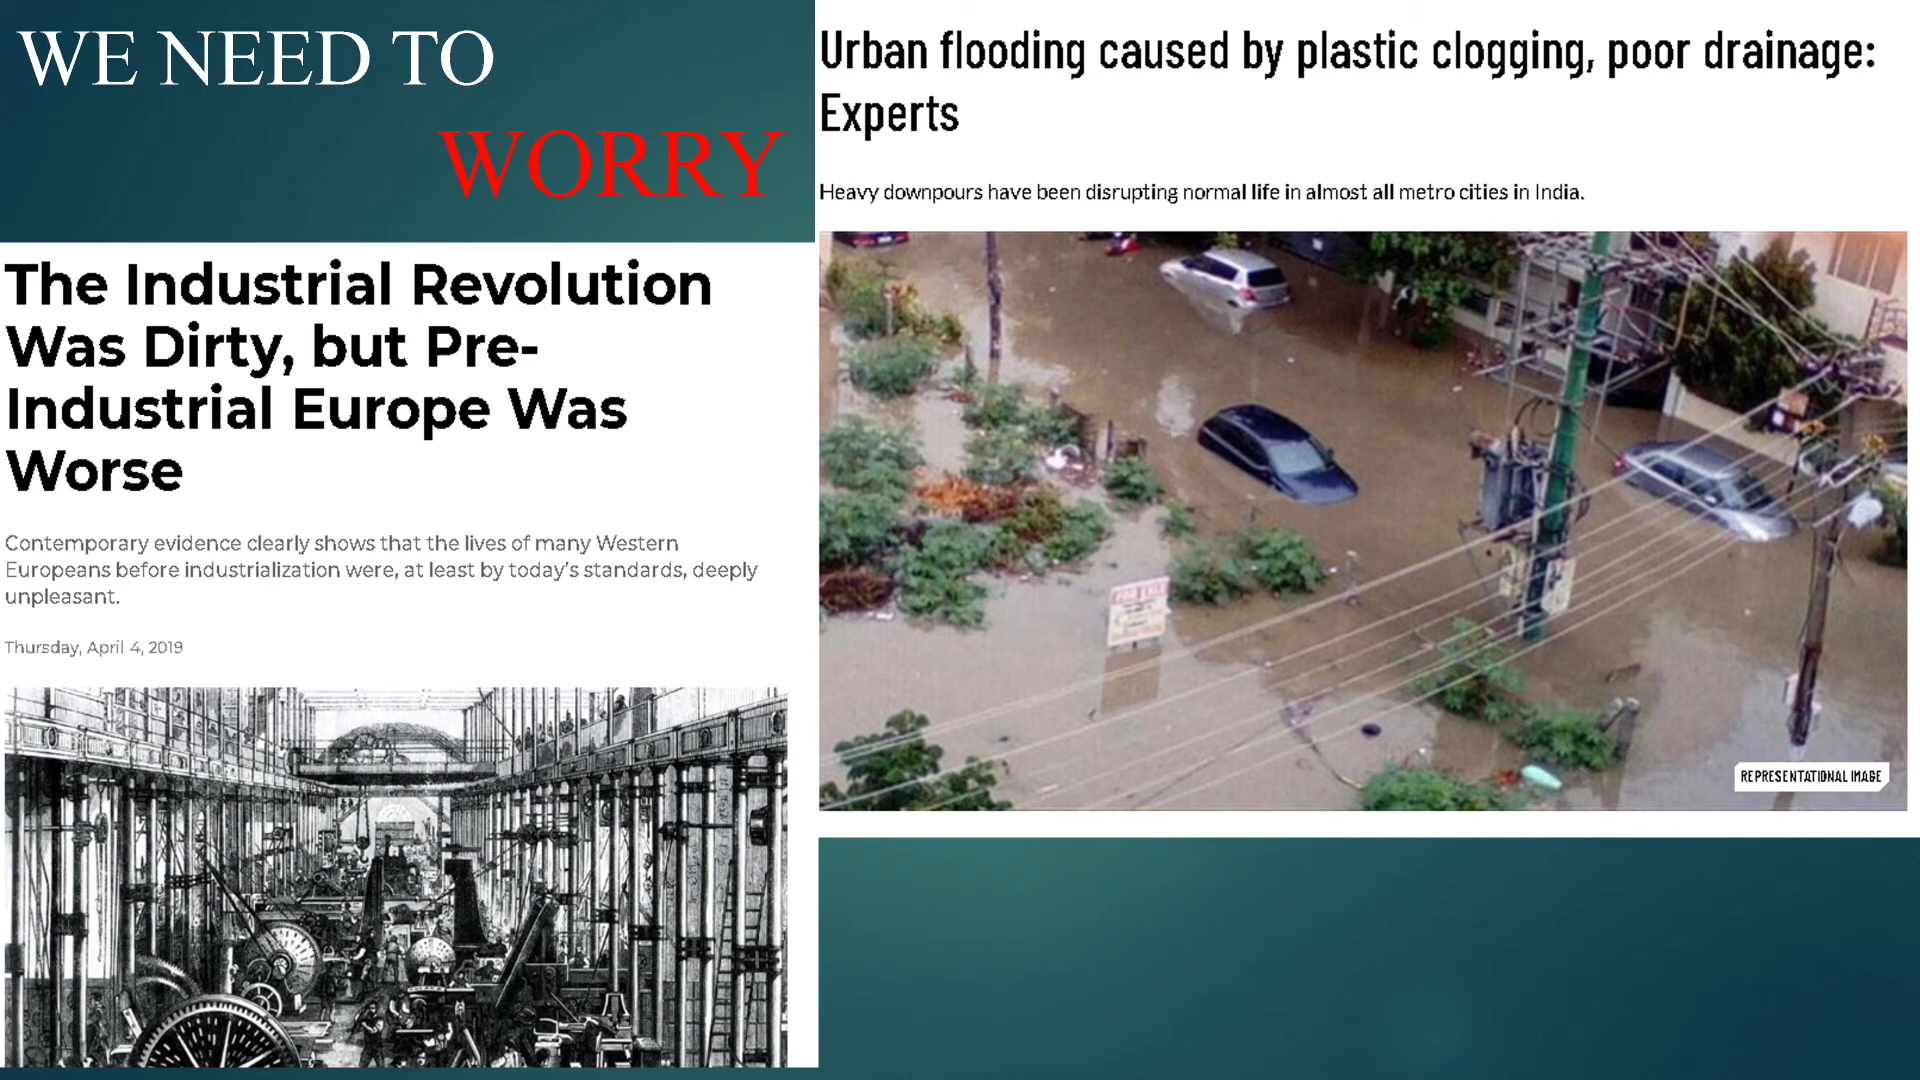 WE NEED TO
WORRY
The Industrial Revolution
Was Dirty, but Pre-
Industrial Europe Was
Worse
Contemporary evidence clearly shows that the lives of many Western
Europeans before industrialization were, at least by today's standards, deeply
unpleasant.
Thursday, April 4, 2019
Urban flooding caused by plastic clogging, poor drainage:
Experts
Heavy downpours have been disrupting normal life in almost all metro cities in India.
FOR SALE
REPRESENTATIONAL IMAGE